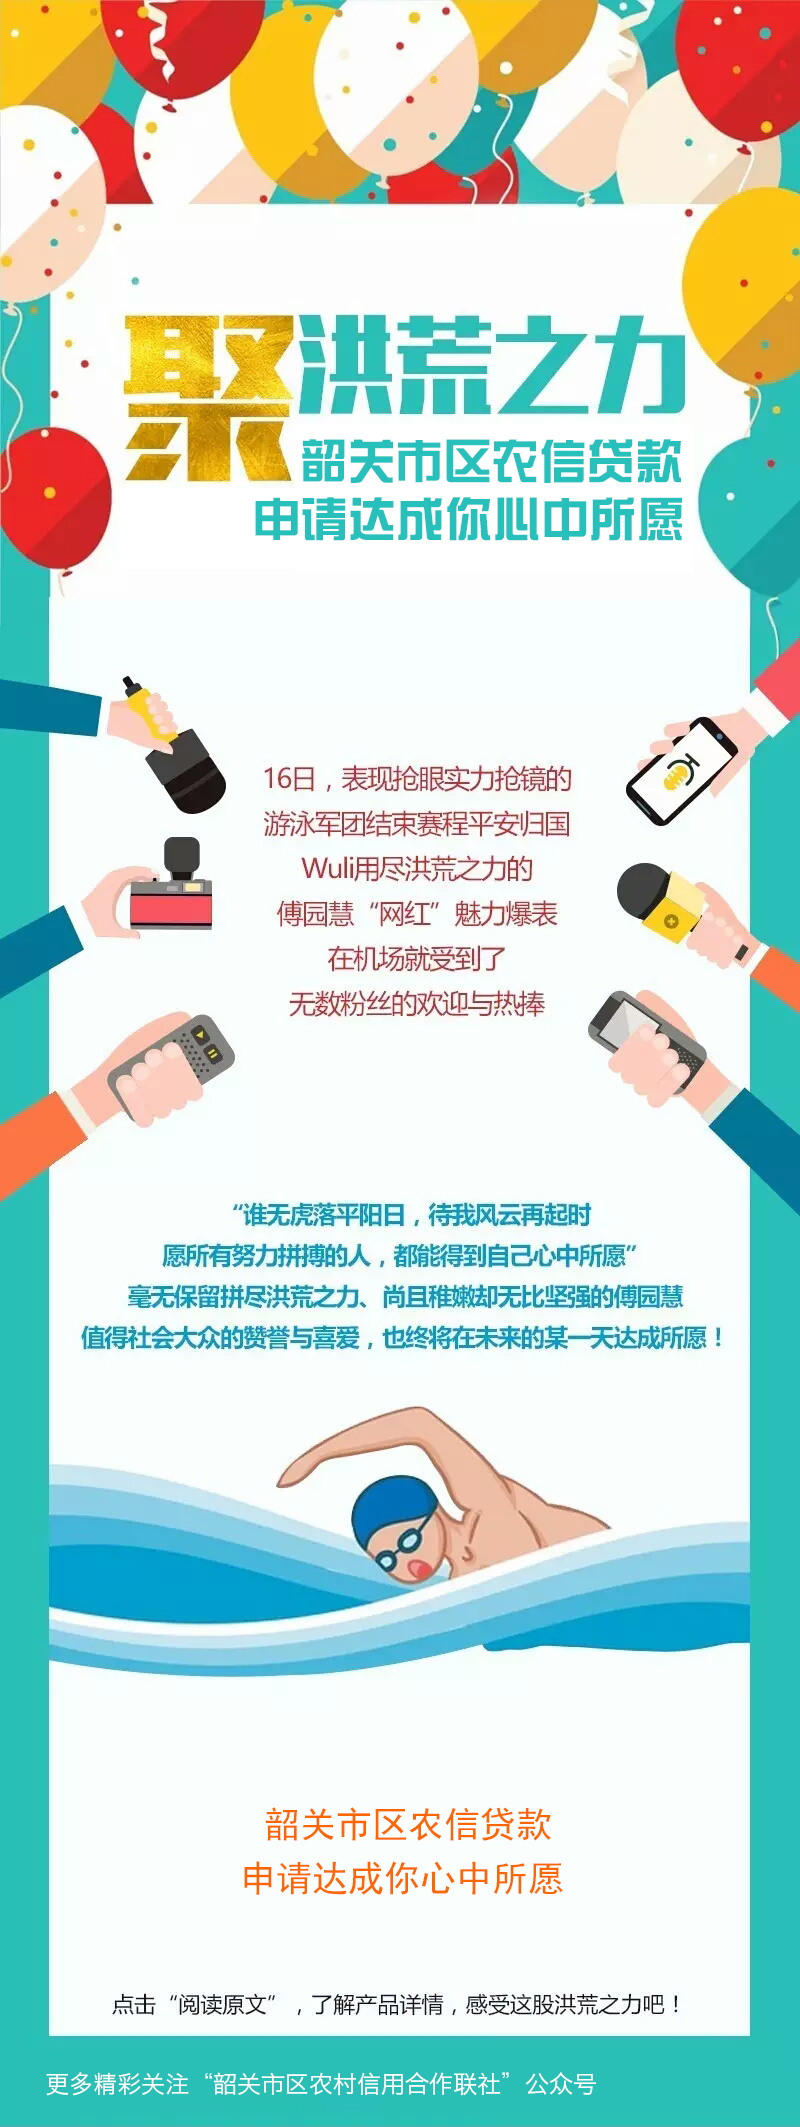 聚洪荒之力
韶关市区农信贷款
申请达成你心中所愿
16日，表现抢眼实力抢镜的
游泳军团结束赛程平安归国
Wuli用尽洪荒之力的
傅园慧“网红”魅力爆表
在机场就受到了
无数粉丝的欢迎与热捧
“谁无虎落平阳日，待我风云再起时
愿所有努力拼搏的人，都能得到自己心中所愿”
毫无保留拼尽洪荒之力、尚且稚嫩却无比坚强的傅园慧
值得社会大众的赞誉与喜爱，也终将在未来的某一天达成所愿！
韶关市区农信贷款
申请达成你心中所愿
点击“阅读原文”，了解产品详情，感受这股洪荒之力吧！
更多精彩关注“韶关市区农村信用合作联社”公众号